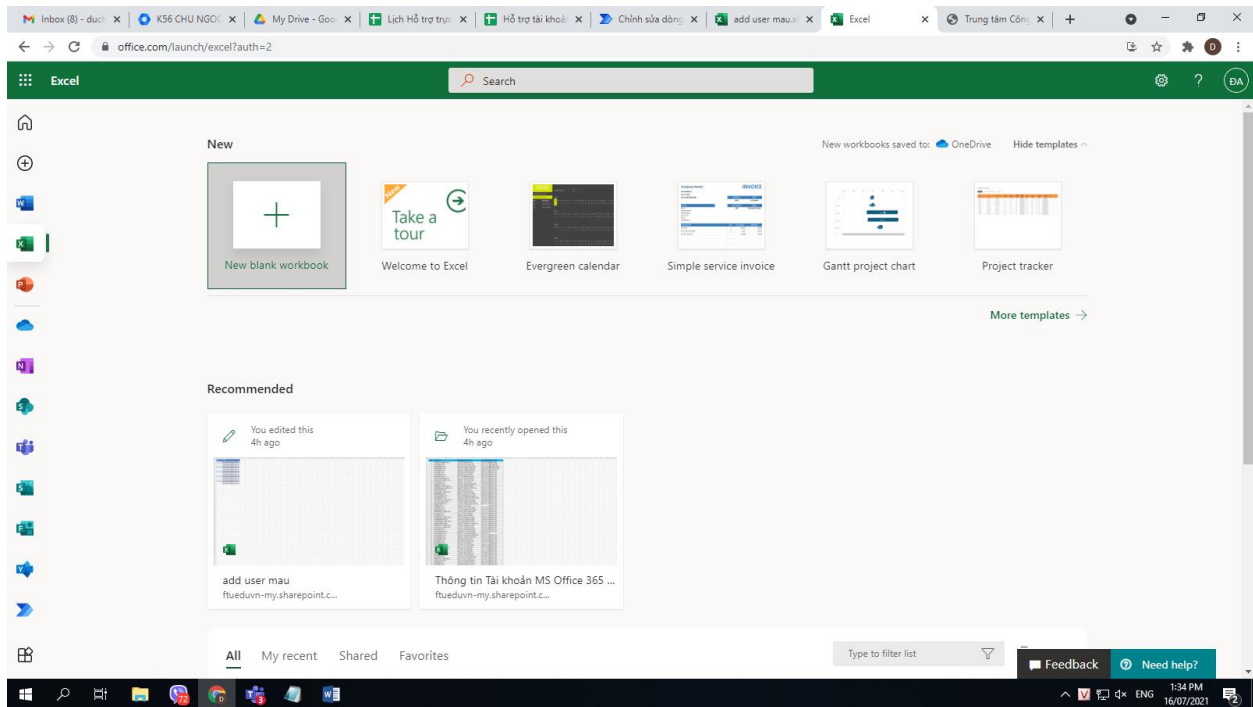 Inbox (8) - duch
K56 CHU NGOC
My Drive - Goo
Lịch Hỗ trợ trực
Hỗ trợ tài khoản
Chỉnh sửa dòng
add user mau.x
Excel
Trung tâm Công
office.com/launch/excel?auth=2
D
Excel
Search
ĐA
New
New workbooks saved to: OneDrive
Hide templates
Take a
tour
INVOICE
New blank workbook
Welcome to Excel
Evergreen calendar
Simple service invoice
Gantt project chart
Project tracker
More templates
Recommended
You edited this
4h ago
You recently opened this
4h ago
add user mau
ftueduvn-my.sharepoint.c...
Thông tin Tài khoản MS Office 365 ...
ftueduvn-my.sharepoint.c...
All
My recent
Shared
Favorites
Type to filter list
Feedback
Need help?
72
3
ENG
1:34 PM
16/07/2021
2